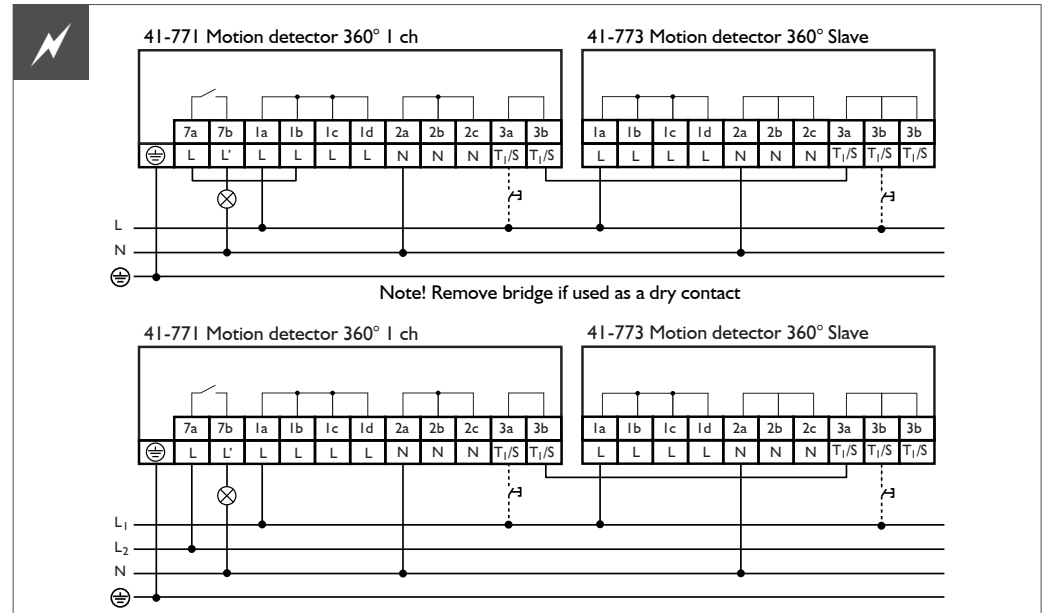 41-771 Motion detector 360° 1 ch 41-773 Motion detector 360° Slave
7a 7b 1a 1b 1c 1d 2a 2b 2c 3a 3b 1a 1b 1c 1d 2a 2b 2c 3a 3b 3b
L L' L L L L N N N T1/S T1/S L L L L N N N T1/S T1/S T1/S
L
N
Note! Remove bridge if used as a dry contact
41-771 Motion detector 360° 1 ch 41-773 Motion detector 360° Slave
7a 7b 1a 1b 1c 1d 2a 2b 2c 3a 3b 1a 1b 1c 1d 2a 2b 2c 3a 3b 3b
L L' L L L L N N N T1/S T1/S L L L L N N N T1/S T1/S T1/S
L1
L2
N